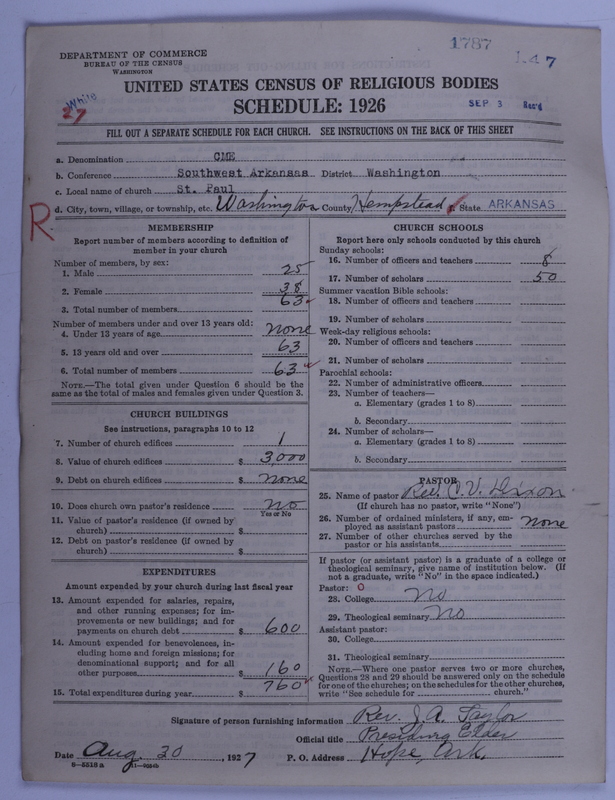 1787
147
DEPARTMENT OF COMMERCE
BUREAU OF THE CENSUS
WASHINGTON
White
27
UNITED STATES CENSUS OF RELIGIOUS BODIES
SCHEDULE: 1926
SEP 3 Rec'd
FILL OUT A SEPARATE SCHEDULE FOR EACH CHURCH. SEE INSTRUCTIONS ON THE BACK OF THIS SHEET
a. Denomination CME
b. Conference Southwest Arkansas District Washington
c. Local name of church St. Paul
d. City, town, village, or township, etc. Washington County Hempstead f. State ARKANSAS
R
MEMBERSHIP
Report number of members according to definition of
member in your church
Number of members, by sex:
1. Male 25
2. Female 38
3. Total number of members 63
Number of members under and over 13 years old:
4. Under 13 years of age none
5. 13 years old and over 63
6. Total number of members 63
NOTE.—The total given under Question 6 should be the
same as the total of males and females given under Question 3.
CHURCH BUILDINGS
See instructions, paragraphs 10 to 12
7. Number of church edifices 1
8. Value of church edifices $ 3,000
9. Debt on church edifices $ none
10. Does church own pastor's residence no
Yes or No
11. Value of pastor's residence (if owned by
church) $
12. Debt on pastor's residence (if owned by
church) $
EXPENDITURES
Amount expended by your church during last fiscal year
13. Amount expended for salaries, repairs,
and other running expenses; for im-
provements or new buildings; and for
payments on church debt $ 600
14. Amount expended for benevolences, in-
cluding home and foreign missions; for
denominational support; and for all
other purposes $ 160
15. Total expenditures during year $ 760
CHURCH SCHOOLS
Report here only schools conducted by this church
Sunday schools:
16. Number of officers and teachers 8
17. Number of scholars 50
Summer vacation Bible schools:
18. Number of officers and teachers
19. Number of scholars
Week-day religious schools:
20. Number of officers and teachers
21. Number of scholars
Parochial schools:
22. Number of administrative officers
23. Number of teachers—
a. Elementary (grades 1 to 8)
b. Secondary
24. Number of scholars—
a. Elementary (grades 1 to 8)
b. Secondary
PASTOR
25. Name of pastor Rev. C. V. Dixon
(If church has no pastor, write "None")
26. Number of ordained ministers, if any, em-
ployed as assistant pastors none
27. Number of other churches served by the
pastor or his assistants
If pastor (or assistant pastor) is a graduate of a college or
theological seminary, give name of institution below. (If
not a graduate, write "No" in the space indicated.)
Pastor: O
28. College No
29. Theological seminary No
Assistant pastor:
30. College
31. Theological seminary
NOTE.—Where one pastor serves two or more churches,
Questions 28 and 29 should be answered only on the schedule
for one of the churches; on the schedules for the other churches,
write "See schedule for church."
Signature of person furnishing information Rev. J. A. Taylor
Official title Presiding Elder
Date Aug. 20, 1927 P. O. Address Hope, Ark.
8—5518a